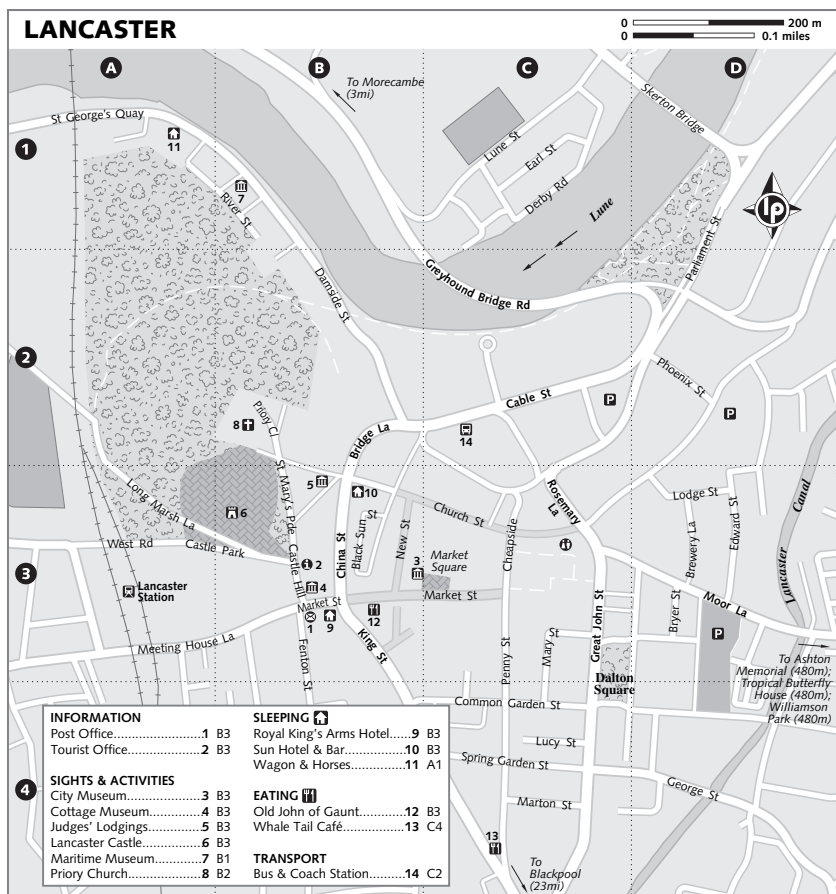 LANCASTER
0 200 m
0 0.1 miles
A B C D
1
2
3
4
To Morecambe
(3mi)
Skerton Bridge
St George's Quay
11
Lune St
Earl St
Derby Rd
7
River St
Lune
lp
Parliament St
Damside St
Greyhound Bridge Rd
Phoenix St
Cable St
P
P
Priory Cl
8
14
Bridge La
St Mary's Pde
5
10
Rosemary La
Lodge St
Edward St
Canal
Lancaster
Long Marsh La
6
Church St
China St
Black Sun St
New St
Cheapside
Brewery La
West Rd
Castle Park
Castle Hill
2
3
Market
Square
Lancaster
Station
4
Market St
Market St
Moor La
1
9
12
Great John St
Bryer St
P
Meeting House La
King St
Fenton St
Penny St
Mary St
Dalton
Square
To Ashton
Memorial (480m);
Tropical Butterfly
House (480m);
Williamson
Park (480m)
Common Garden St
Lucy St
Spring Garden St
George St
Marton St
13
To
Blackpool
(23mi)
INFORMATION
Post Office..................1 B3
Tourist Office..............2 B3
SIGHTS & ACTIVITIES
City Museum..............3 B3
Cottage Museum........4 B3
Judges' Lodgings.........5 B3
Lancaster Castle..........6 B3
Maritime Museum.......7 B1
Priory Church..............8 B2
SLEEPING
Royal King's Arms Hotel....9 B3
Sun Hotel & Bar............10 B3
Wagon & Horses............11 A1
EATING
Old John of Gaunt..........12 B3
Whale Tail Café.............13 C4
TRANSPORT
Bus & Coach Station.......14 C2